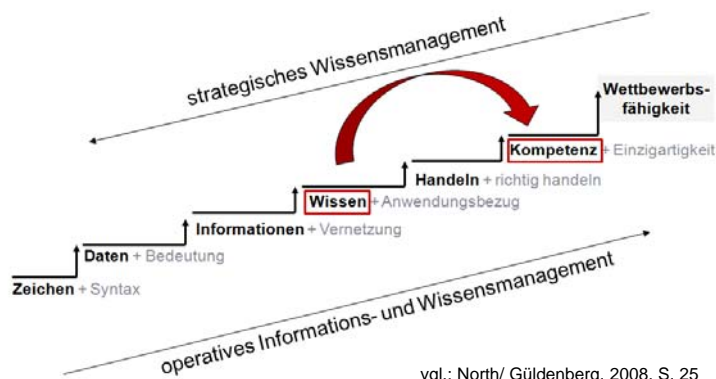 strategisches Wissensmanagement
Wettbewerbs-
fähigkeit
Kompetenz + Einzigartigkeit
Handeln + richtig handeln
Wissen + Anwendungsbezug
Informationen + Vernetzung
Daten + Bedeutung
Zeichen + Syntax
operatives Informations- und Wissensmanagement
vgl.: North/ Güldenberg, 2008, S. 25